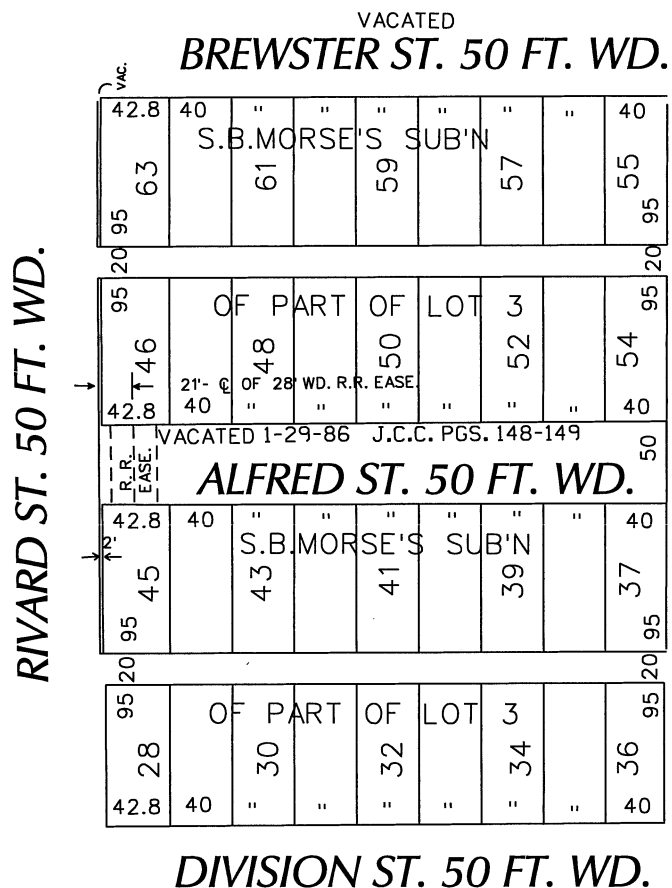 VACATED
BREWSTER ST. 50 FT. WD.
VAC.
42.8 40 " " " " " " 40
S.B.MORSE'S SUB'N
63 61 59 57 55
95 95
20 20
95 95
OF PART OF LOT 3
46 48 50 52 54
21'- ℄ OF 28' WD. R.R. EASE.
42.8 40 " " " " " " 40
VACATED 1-29-86 J.C.C. PGS. 148-149
50
R.R.
EASE.
ALFRED ST. 50 FT. WD.
RIVARD ST. 50 FT. WD.
42.8 40 " " " " " " 40
2'
S.B.MORSE'S SUB'N
45 43 41 39 37
95 95
20 20
95 95
OF PART OF LOT 3
28 30 32 34 36
42.8 40 " " " " " " 40
DIVISION ST. 50 FT. WD.